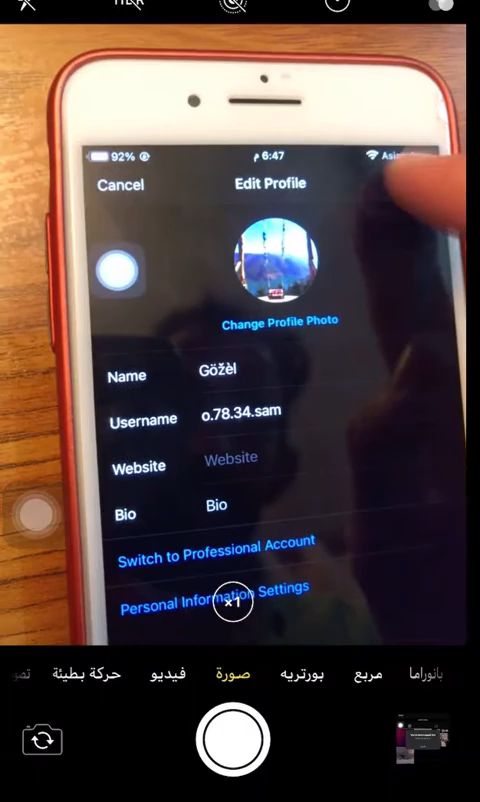 92%
6:47 م
Cancel
Edit Profile
Change Profile Photo
Name
Göžèl
Username
o.78.34.sam
Website
Website
Bio
Bio
Switch to Professional Account
Personal Information Settings
×1
حركة بطيئة
فيديو
صورة
بورتريه
مربع
بانوراما